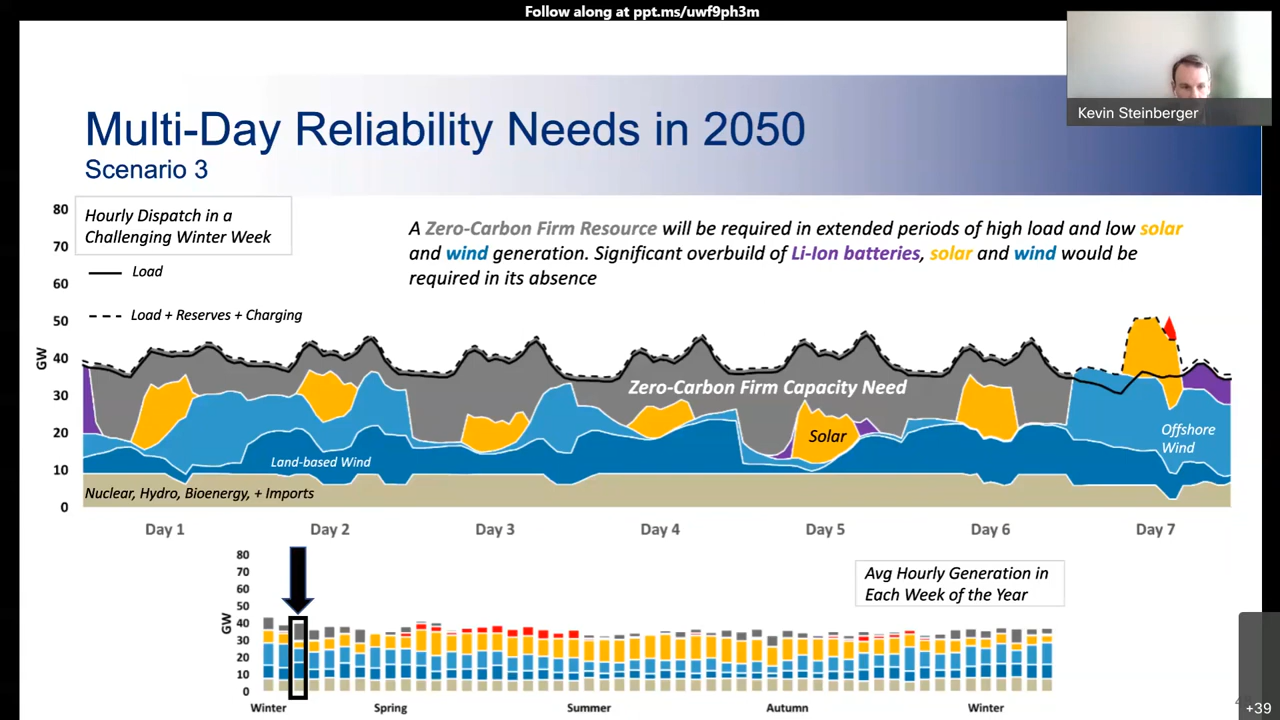 Follow along at ppt.ms/uwf9ph3m
Kevin Steinberger
Multi-Day Reliability Needs in 2050
Scenario 3
Hourly Dispatch in a
Challenging Winter Week
Load
Load + Reserves + Charging
A Zero-Carbon Firm Resource will be required in extended periods of high load and low solar
and wind generation. Significant overbuild of Li-Ion batteries, solar and wind would be
required in its absence
GW
80
70
60
50
40
30
20
10
0
Zero-Carbon Firm Capacity Need
Solar
Offshore
Wind
Land-based Wind
Nuclear, Hydro, Bioenergy, + Imports
Day 1 Day 2 Day 3 Day 4 Day 5 Day 6 Day 7
Avg Hourly Generation in
Each Week of the Year
GW
80
70
60
50
40
30
20
10
0
Winter Spring Summer Autumn Winter
+39